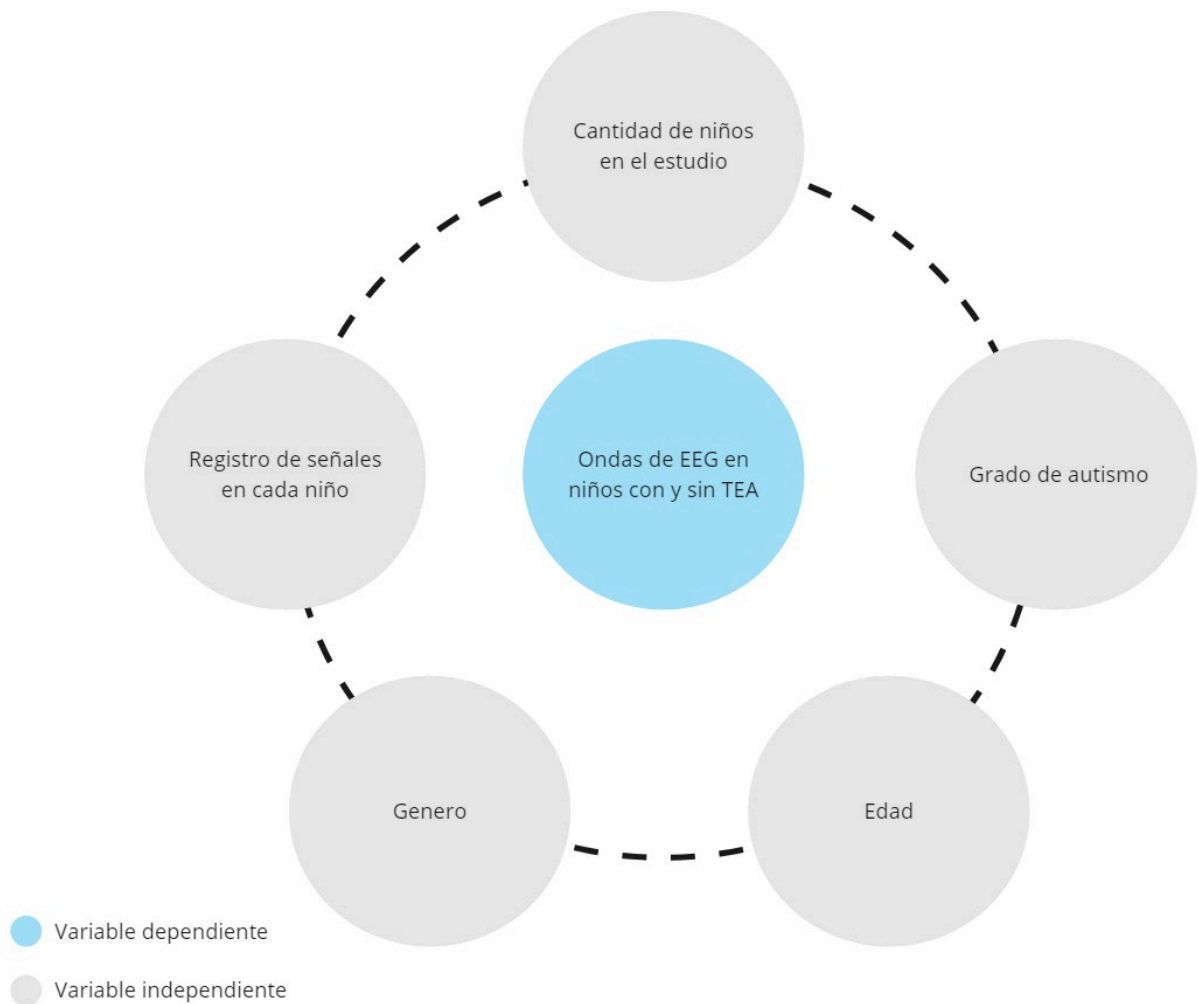 Cantidad de niños
en el estudio
Registro de señales
en cada niño
Ondas de EEG en
niños con y sin TEA
Grado de autismo
Genero
Edad
Variable dependiente
Variable independiente